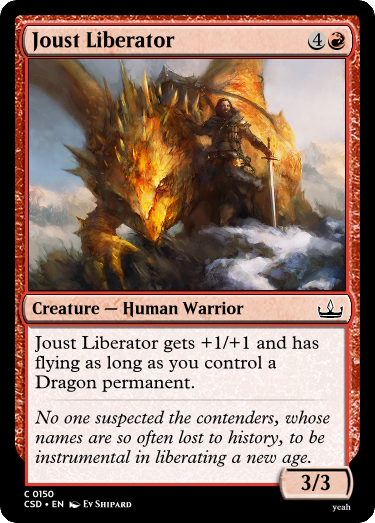 Joust Liberator 4
Creature — Human Warrior
Joust Liberator gets +1/+1 and has
flying as long as you control a
Dragon permanent.
No one suspected the contenders, whose
names are so often lost to history, to be
instrumental in liberating a new age.
3/3
C 0150
CSD • EN Ev Shipard
yeah